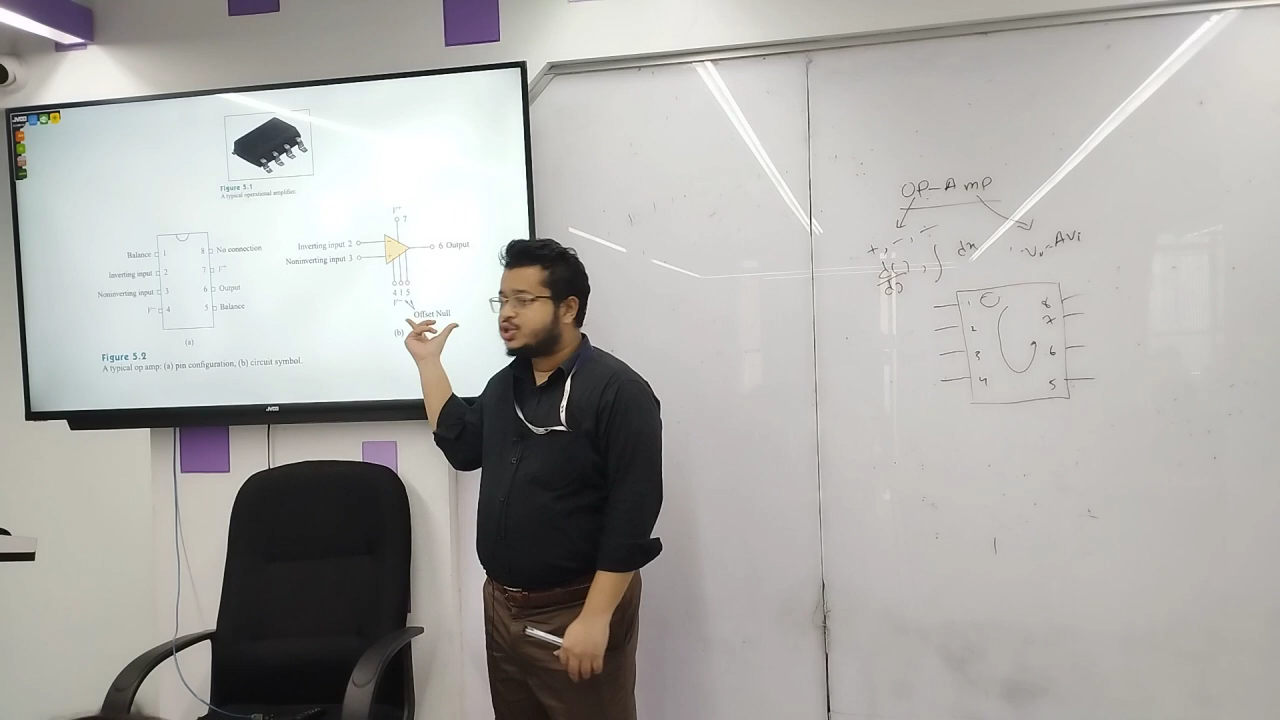 JVCO
Figure 5.1
A typical operational amplifier.
Balance 1
8 No connection
Inverting input 2
7 V+
Noninverting input 3
6 Output
V- 4
5 Balance
(a)
V+
7
Inverting input 2
Noninverting input 3
6 Output
4 1 5
V-
Offset Null
(b)
Figure 5.2
A typical op amp: (a) pin configuration, (b) circuit symbol.
JVCO
OP-Amp
+, -, ÷
d( )
∫ dx
1 8
2 7
3 6
4 5